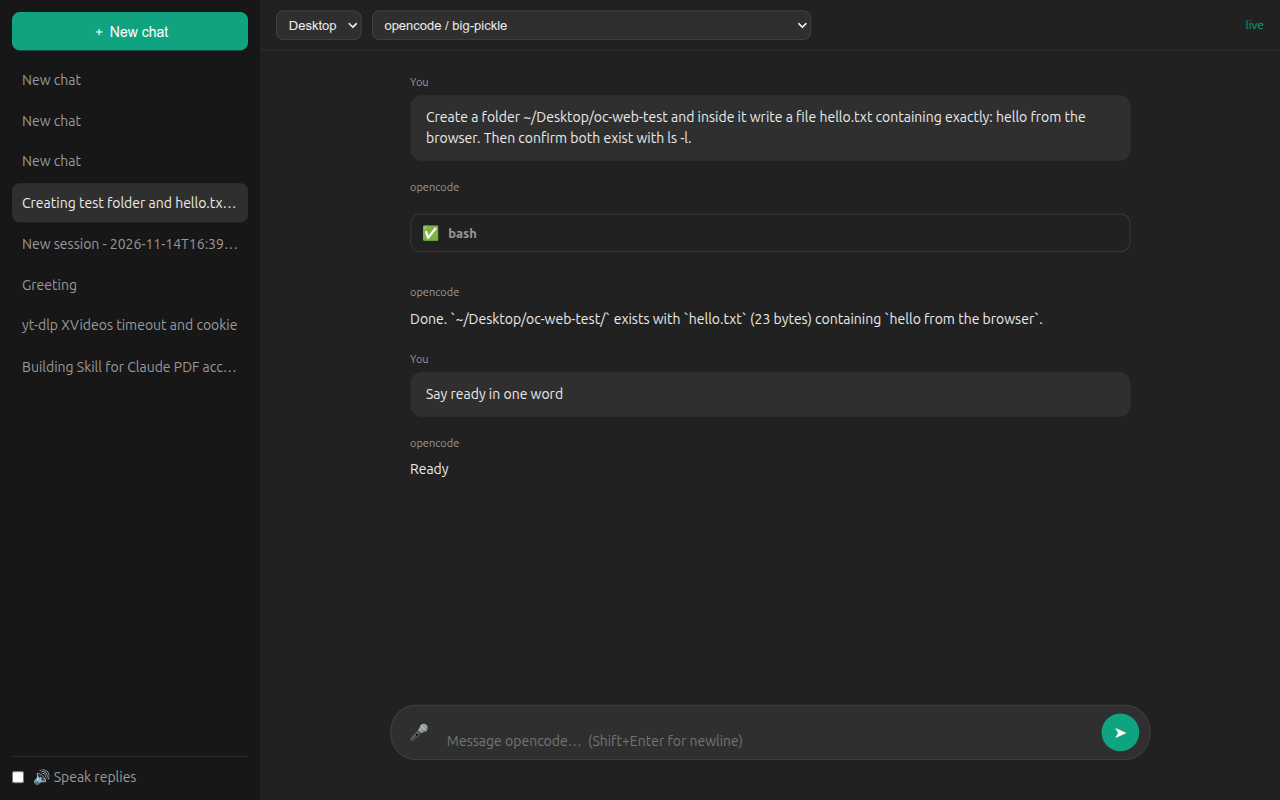 + New chat
New chat
New chat
New chat
Creating test folder and hello.tx...
New session - 2026-11-14T16:39...
Greeting
yt-dlp XVideos timeout and cookie
Building Skill for Claude PDF acc...
Speak replies
Desktop
opencode / big-pickle
live
You
Create a folder ~/Desktop/oc-web-test and inside it write a file hello.txt containing exactly: hello from the
browser. Then confirm both exist with ls -l.
opencode
bash
opencode
Done. `~/Desktop/oc-web-test/` exists with `hello.txt` (23 bytes) containing `hello from the browser`.
You
Say ready in one word
opencode
Ready
Message opencode... (Shift+Enter for newline)